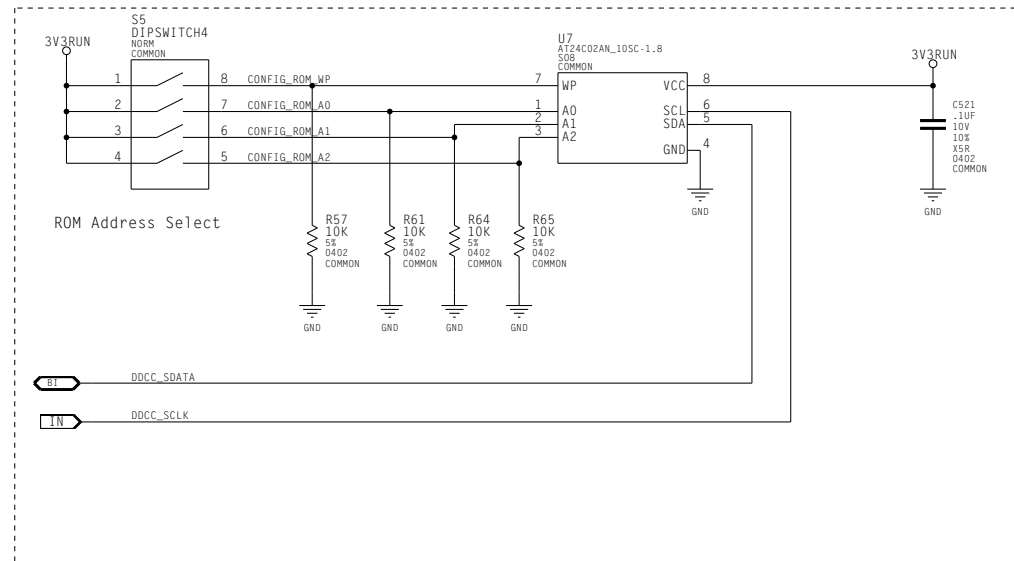 S5
DIPSWITCH4
NORM
COMMON
3V3RUN
1
8
CONFIG_ROM_WP
2
7
CONFIG_ROM_A0
3
6
CONFIG_ROM_A1
4
5
CONFIG_ROM_A2
ROM Address Select
U7
AT24C02AN_10SC-1.8
SO8
COMMON
7
WP
VCC
8
1
A0
SCL
6
2
A1
SDA
5
3
A2
GND
4
GND
3V3RUN
C521
.1UF
10V
10%
X5R
0402
COMMON
GND
R57
10K
5%
0402
COMMON
GND
R61
10K
5%
0402
COMMON
GND
R64
10K
5%
0402
COMMON
GND
R65
10K
5%
0402
COMMON
GND
BI
DDCC_SDATA
IN
DDCC_SCLK